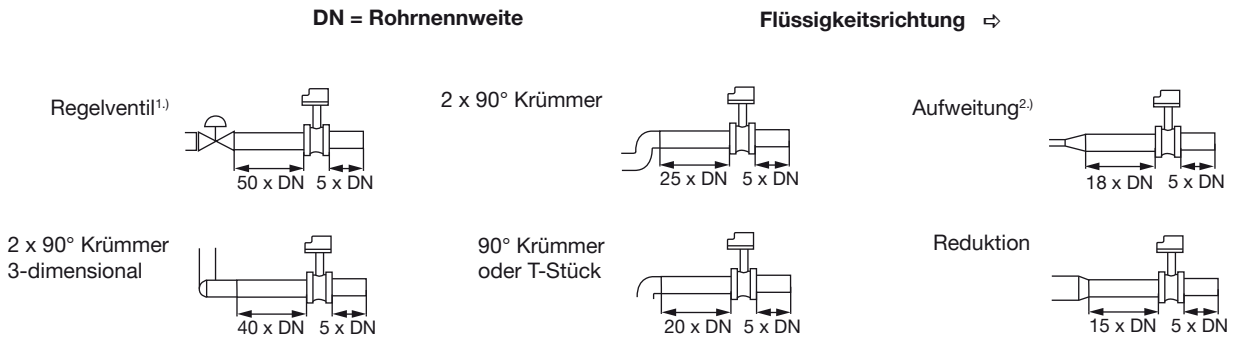 DN = Rohrnennweite
Flüssigkeitsrichtung ⇨
Regelventil¹·⁾
50 x DN 5 x DN
2 x 90° Krümmer
25 x DN 5 x DN
Aufweitung²·⁾
18 x DN 5 x DN
2 x 90° Krümmer
3-dimensional
40 x DN 5 x DN
90° Krümmer
oder T-Stück
20 x DN 5 x DN
Reduktion
15 x DN 5 x DN